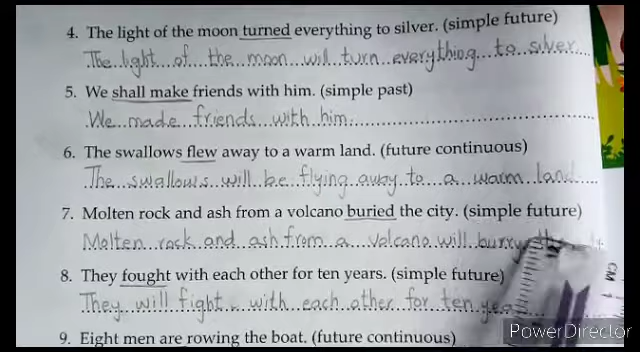 4. The light of the moon turned everything to silver. (simple future)
The light of the moon will turn everything to silver
5. We shall make friends with him. (simple past)
We made friends with him.
6. The swallows flew away to a warm land. (future continuous)
The swallows will be flying away to a warm land
7. Molten rock and ash from a volcano buried the city. (simple future)
Molten rock and ash from a volcano will burry
8. They fought with each other for ten years. (simple future)
They will fight with each other for ten
9. Eight men are rowing the boat. (future continuous)
CM 1
PowerDirector